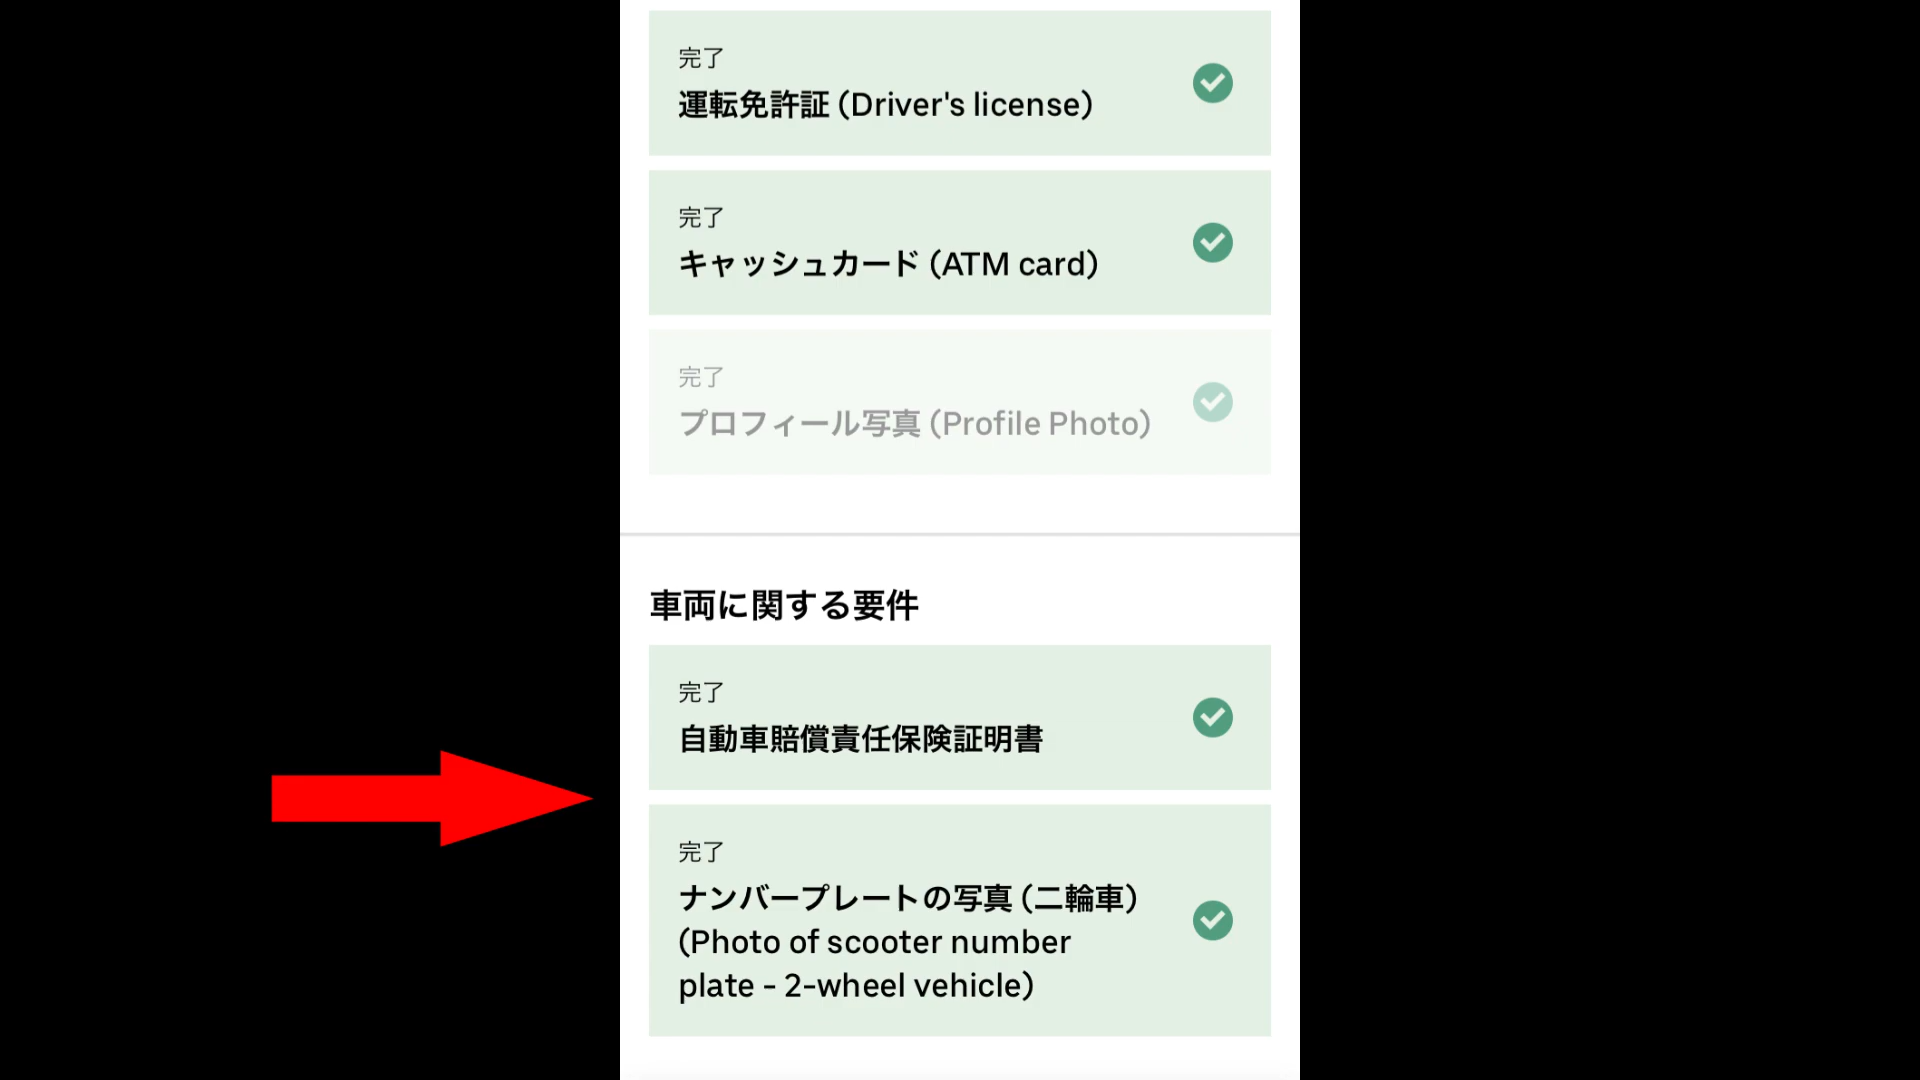 完了
運転免許証 (Driver's license)
完了
キャッシュカード (ATM card)
完了
プロフィール写真 (Profile Photo)
車両に関する要件
完了
自動車賠償責任保険証明書
完了
ナンバープレートの写真 (二輪車)
(Photo of scooter number
plate - 2-wheel vehicle)